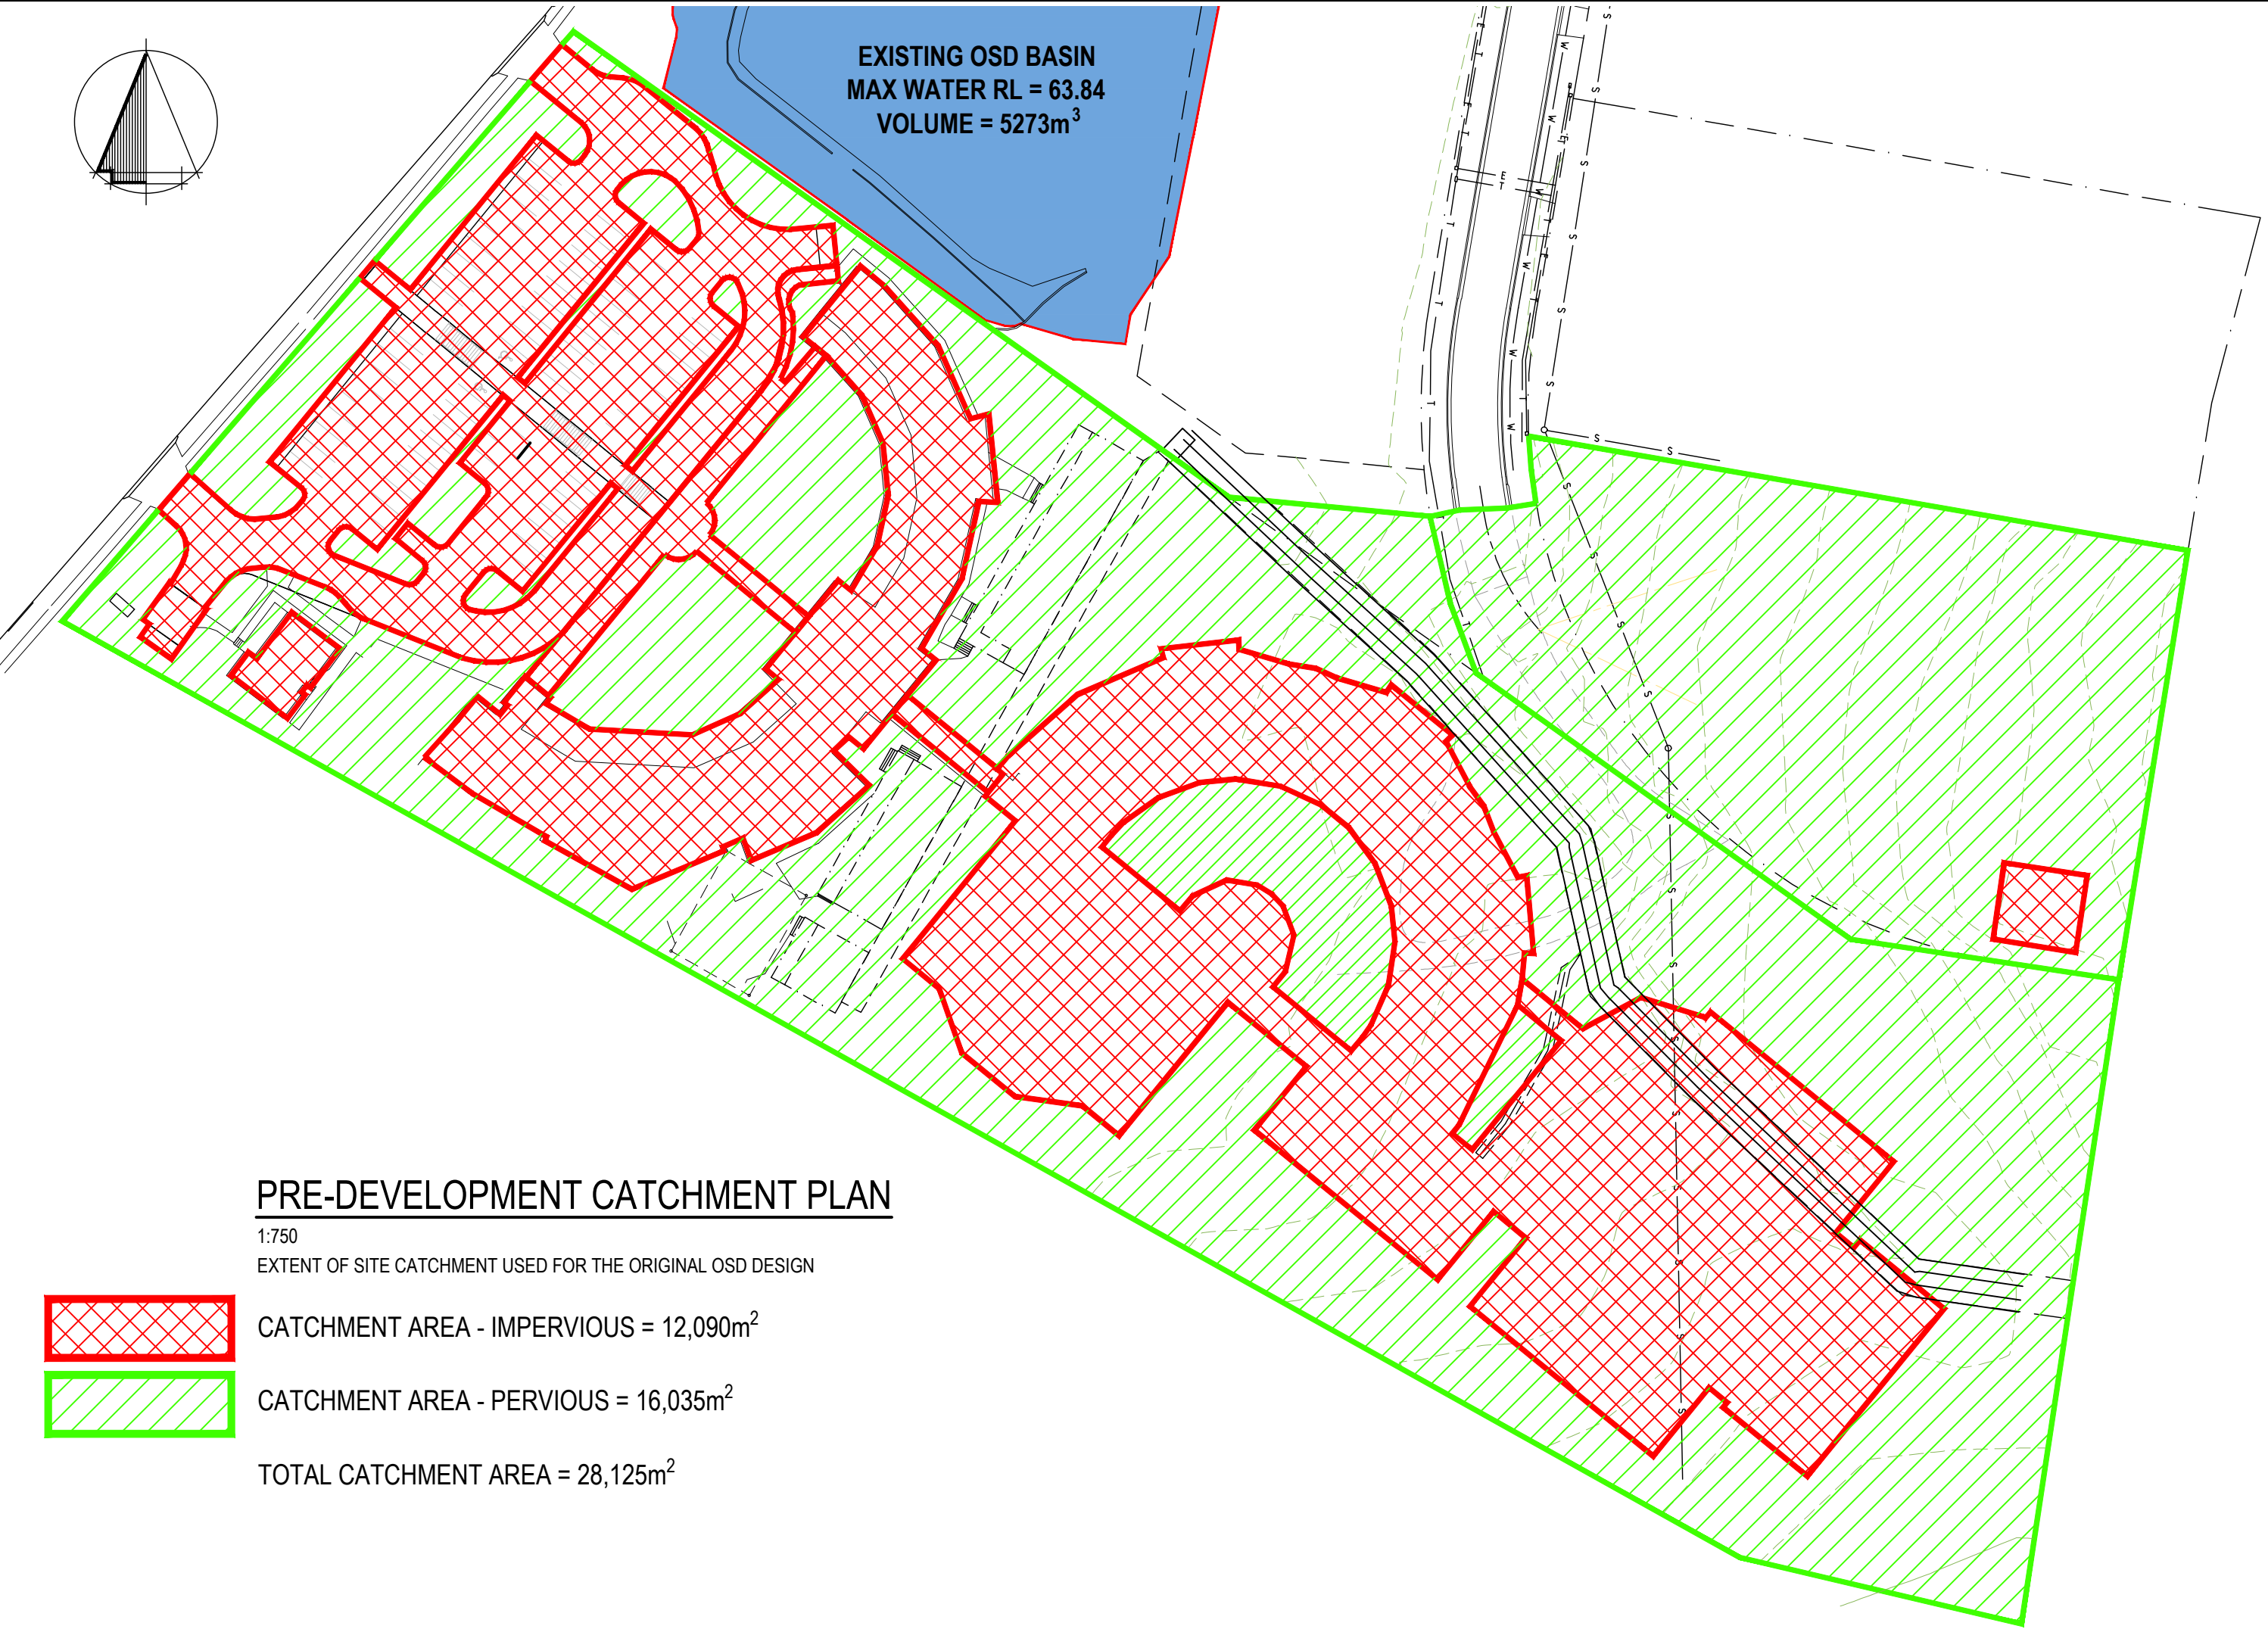 EXISTING OSD BASIN
MAX WATER RL = 63.84
VOLUME = 5273m³
PRE-DEVELOPMENT CATCHMENT PLAN
1:750
EXTENT OF SITE CATCHMENT USED FOR THE ORIGINAL OSD DESIGN
CATCHMENT AREA - IMPERVIOUS = 12,090m²
CATCHMENT AREA - PERVIOUS = 16,035m²
TOTAL CATCHMENT AREA = 28,125m²